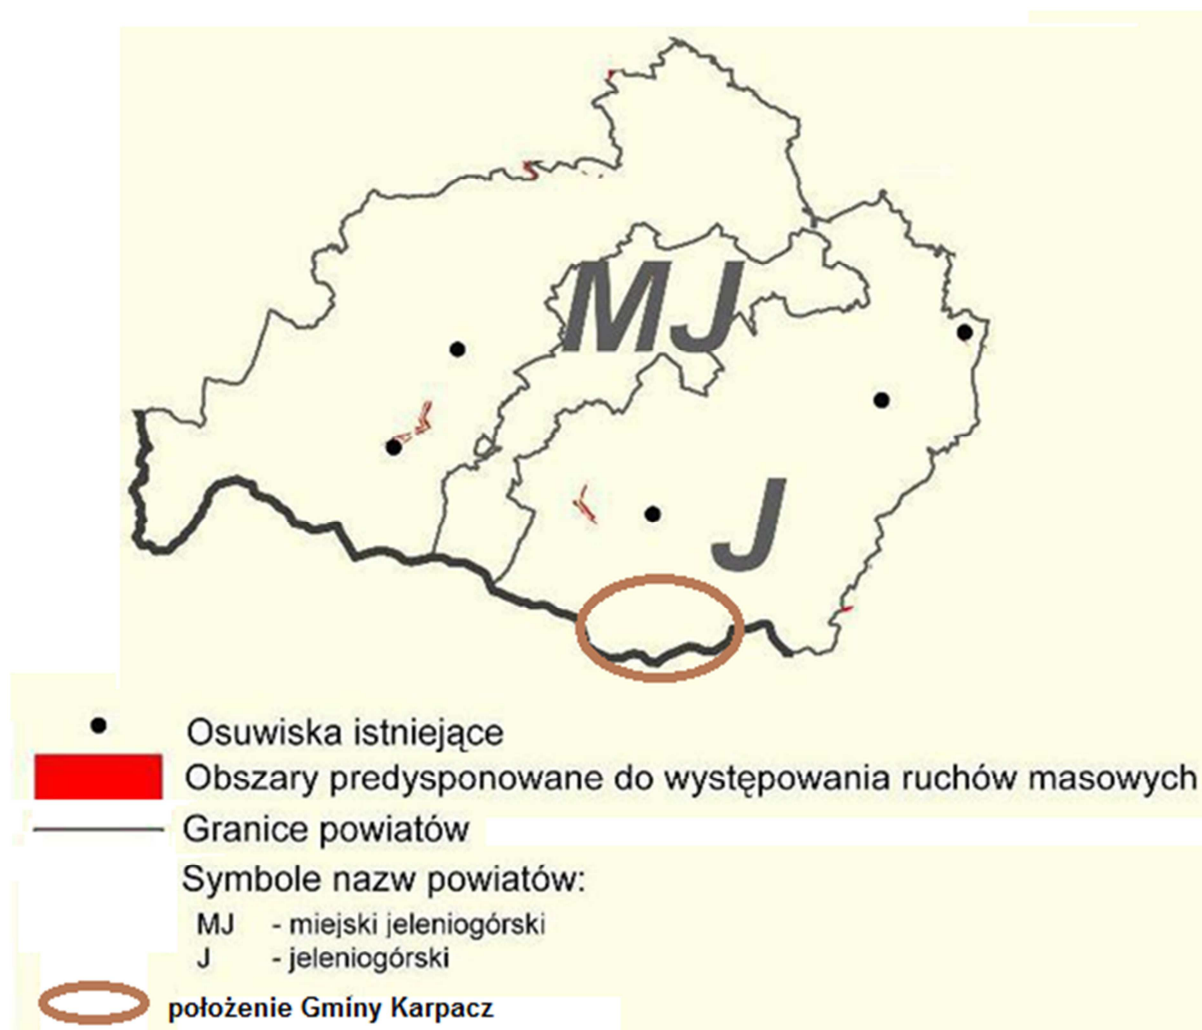 MJ
J
Osuwiska istniejące
Obszary predysponowane do występowania ruchów masowych
Granice powiatów
Symbole nazw powiatów:
MJ - miejski jeleniogórski
J - jeleniogórski
położenie Gminy Karpacz